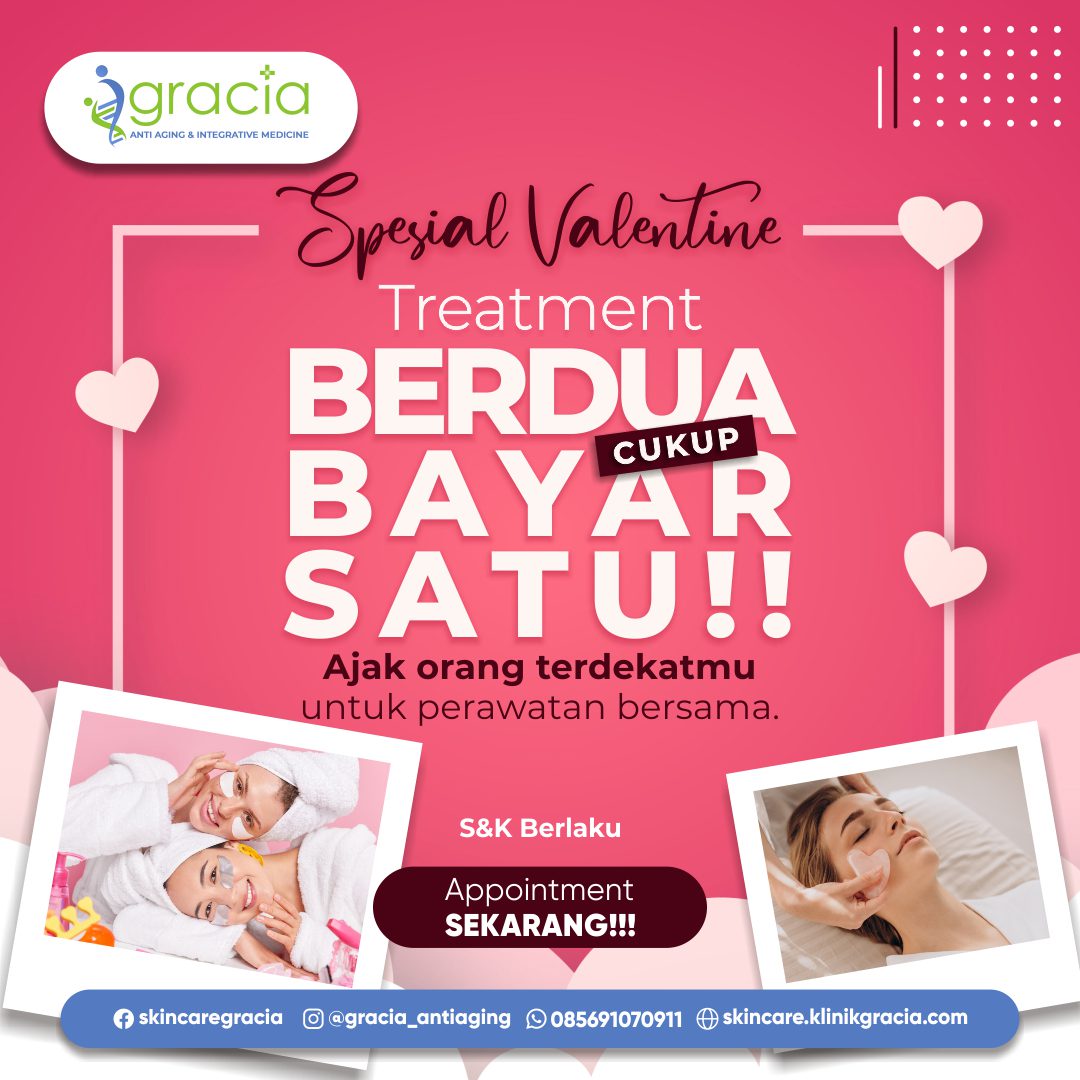 gracia
ANTI AGING & INTEGRATIVE MEDICINE
Spesial Valentine
Treatment
BERDUA
CUKUP
BAYAR
SATU!!
Ajak orang terdekatmu
untuk perawatan bersama.
S&K Berlaku
Appointment
SEKARANG!!!
skincaregracia @gracia_antiaging 085691070911 skincare.klinikgracia.com